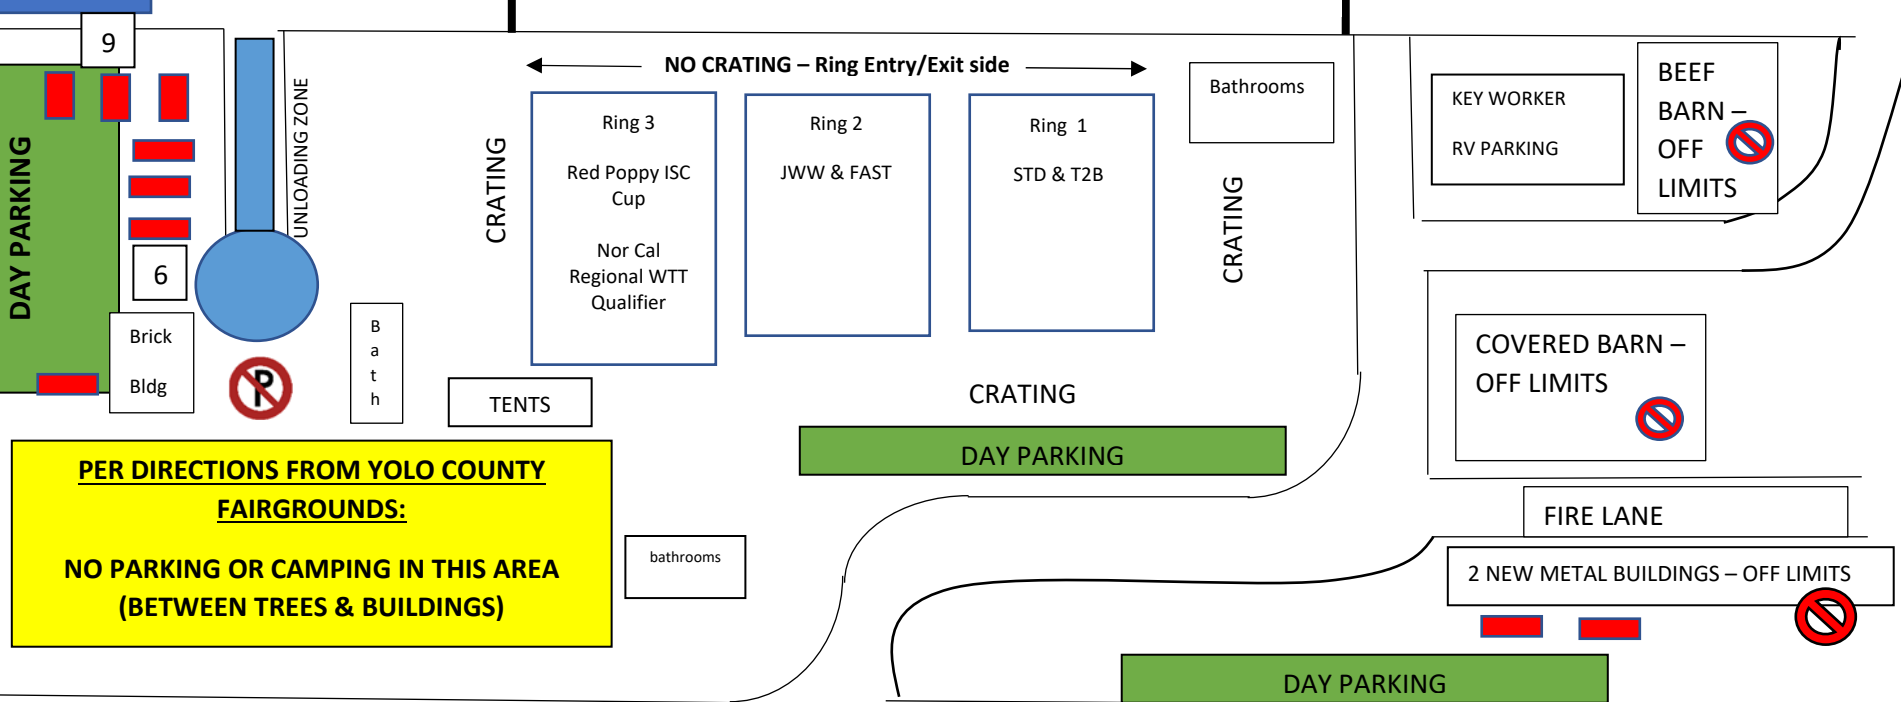 9
DAY PARKING
6
Brick
Bldg
UNLOADING ZONE
P
B
a
t
h
TENTS
CRATING
NO CRATING – Ring Entry/Exit side
Ring 3
Red Poppy ISC
Cup
Nor Cal
Regional WTT
Qualifier
Ring 2
JWW & FAST
Ring 1
STD & T2B
Bathrooms
CRATING
CRATING
DAY PARKING
KEY WORKER
RV PARKING
BEEF
BARN –
OFF
LIMITS
COVERED BARN –
OFF LIMITS
FIRE LANE
2 NEW METAL BUILDINGS – OFF LIMITS
DAY PARKING
PER DIRECTIONS FROM YOLO COUNTY
FAIRGROUNDS:
NO PARKING OR CAMPING IN THIS AREA
(BETWEEN TREES & BUILDINGS)
bathrooms